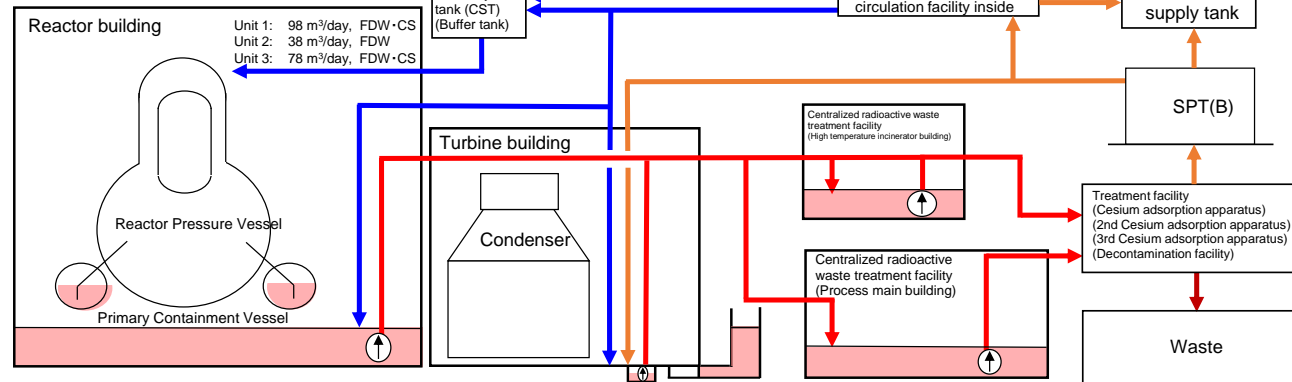 tank (CST)
(Buffer tank)
circulation facility inside
supply tank
Reactor building
Unit 1: 98 m³/day, FDW・CS
Unit 2: 38 m³/day, FDW
Unit 3: 78 m³/day, FDW・CS
SPT(B)
Turbine building
Centralized radioactive waste
treatment facility
(High temperature incinerator building)
Reactor Pressure Vessel
Condenser
Treatment facility
(Cesium adsorption apparatus)
(2nd Cesium adsorption apparatus)
(3rd Cesium adsorption apparatus)
(Decontamination facility)
Centralized radioactive
waste treatment facility
(Process main building)
Primary Containment Vessel
Waste